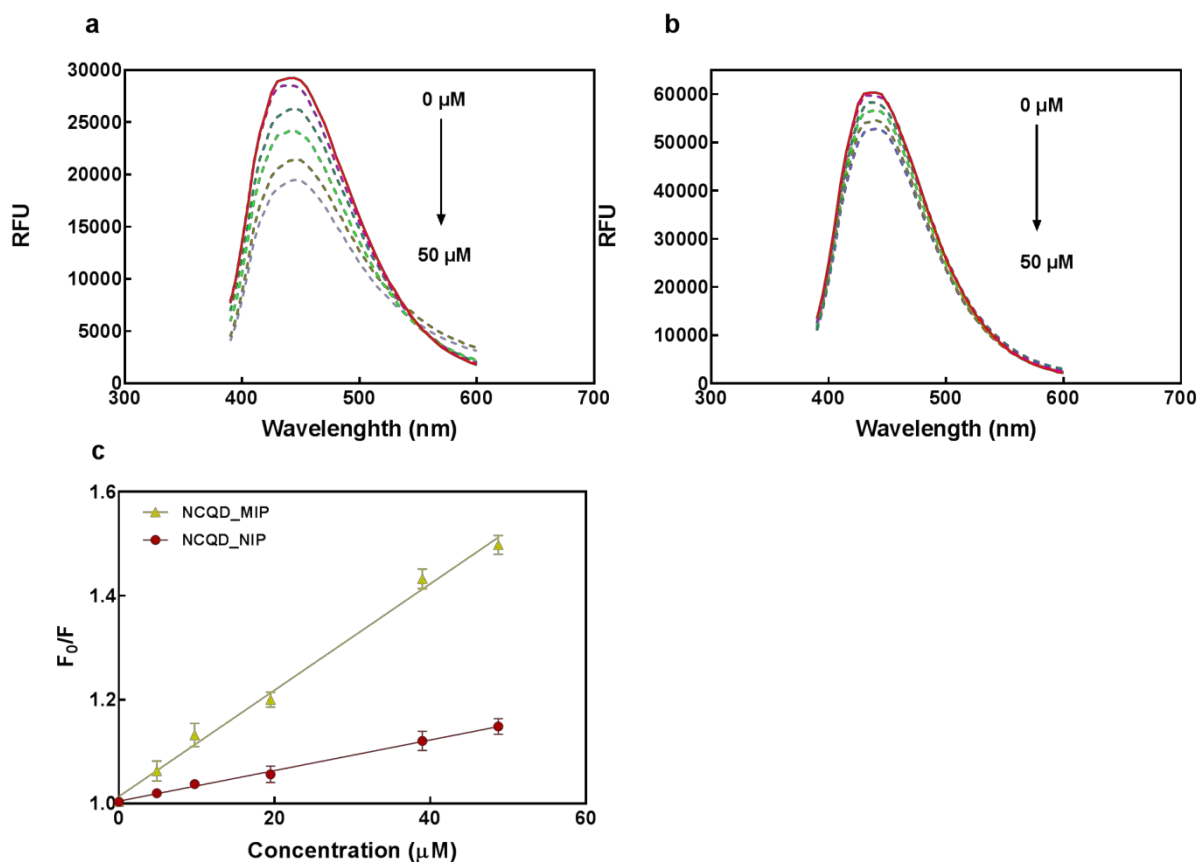 a
30000
25000
20000
15000
10000
5000
0
RFU
0 µM
50 µM
300 400 500 600 700
Wavelenghth (nm)
b
60000
50000
40000
30000
20000
10000
0
RFU
0 µM
50 µM
300 400 500 600 700
Wavelength (nm)
c
1.6
1.4
1.2
1.0
F₀/F
NCQD_MIP
NCQD_NIP
0 20 40 60
Concentration (µM)